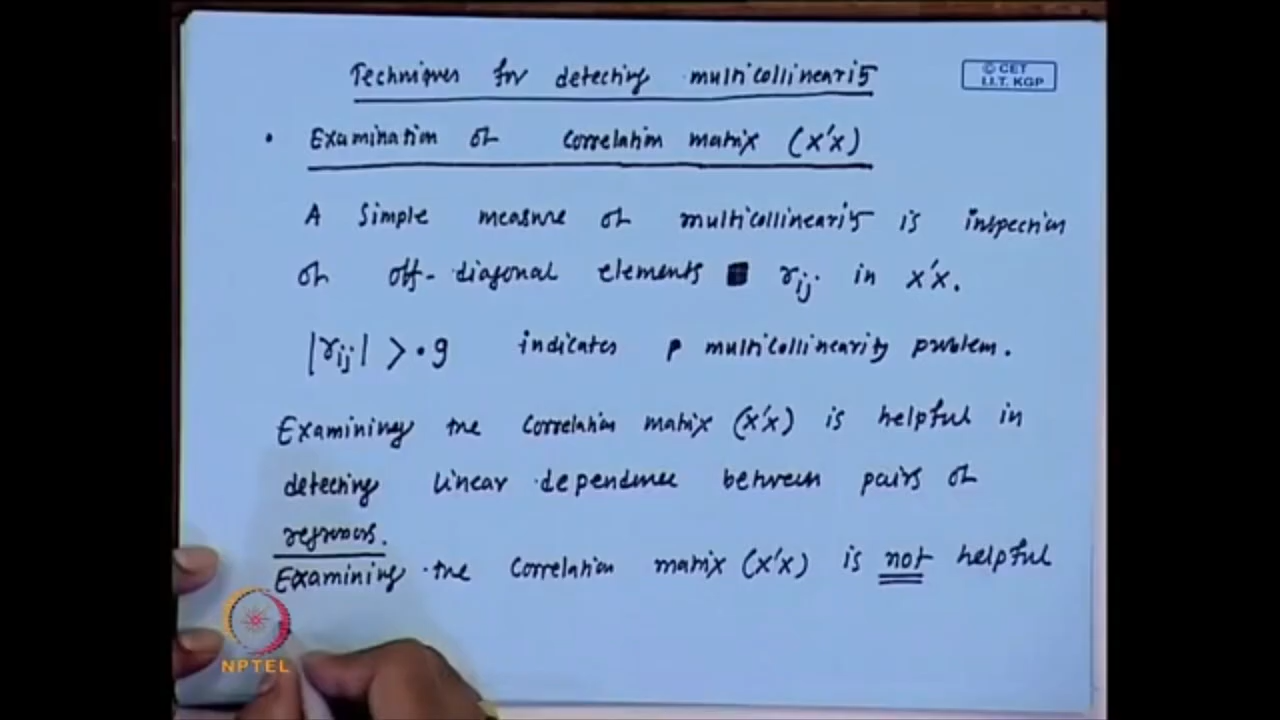 Techniques for detecting multicollinearity
© CET
I.I.T. KGP
• Examination of correlation matrix (x'x)
A simple measure of multicollinearity is inspection
of off-diagonal elements rij in x'x.
|rij| > .9 indicates multicollinearity problem.
Examining the correlation matrix (x'x) is helpful in
detecting linear dependence between pairs of
regressors.
Examining the correlation matrix (x'x) is not helpful
NPTEL